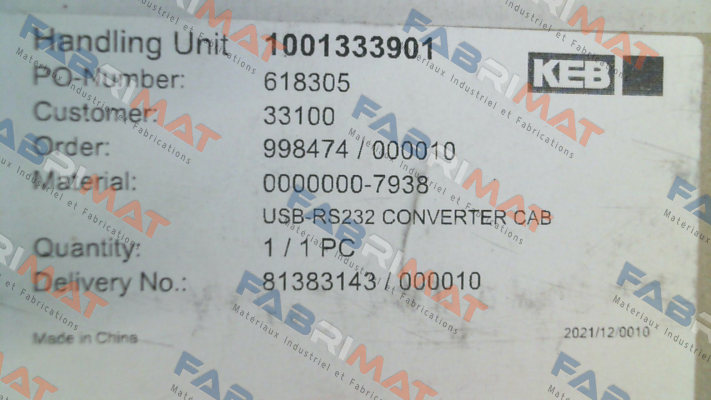 Handling Unit 1001333901
KEB
PO-Number: 618305
Customer: 33100
Order: 998474 / 000010
Material: 0000000-7938
USB-RS232 CONVERTER CAB
Quantity: 1 / 1 PC
Delivery No.: 81383143 / 000010
Made in China 2021/12/0010
FABRIMAT
Matériaux Industriel et Fabrications